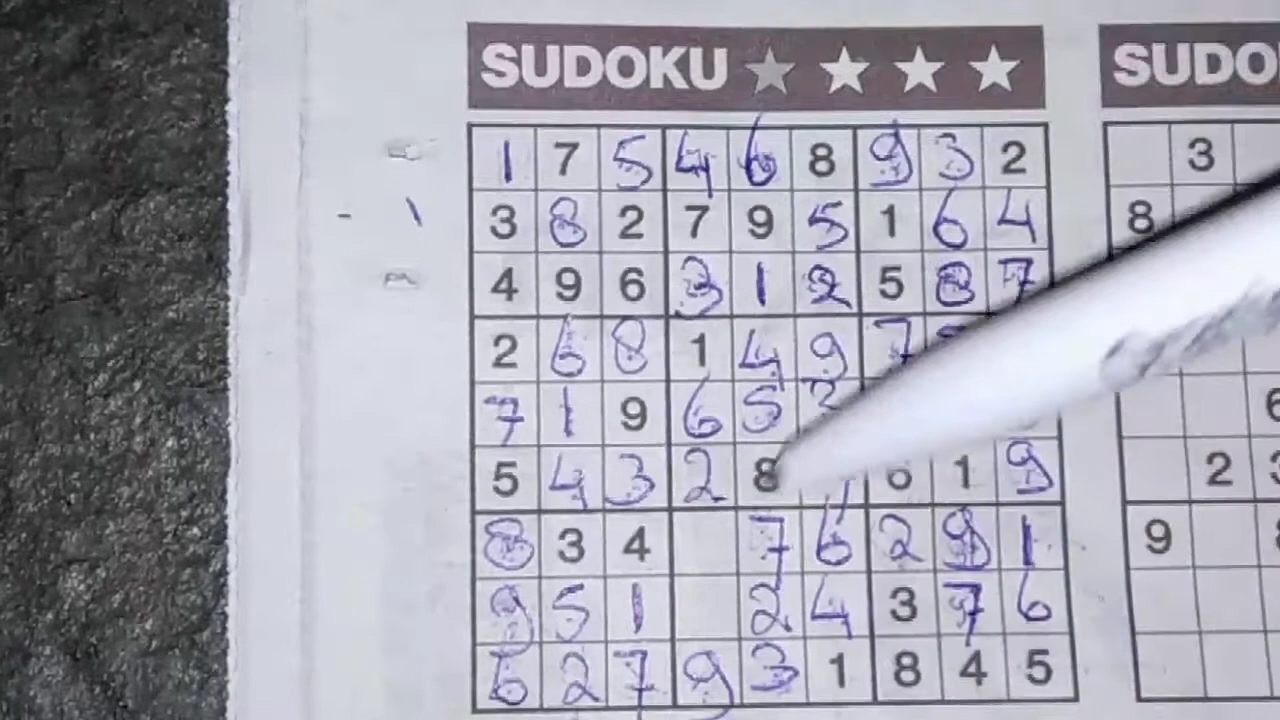 SUDOKU
SUDO
1 7 5 4 6 8 9 3 2
3 8 2 7 9 5 1 6 4
4 9 6 3 1 2 5 8 7
2 6 8 1 4 9 7
7 1 9 6 5
5 4 3 2 8 6 1 9
8 3 4 7 6 2 9 1
9 5 1 2 4 3 7 6
6 2 7 9 3 1 8 4 5
3
8
6
2 3
9